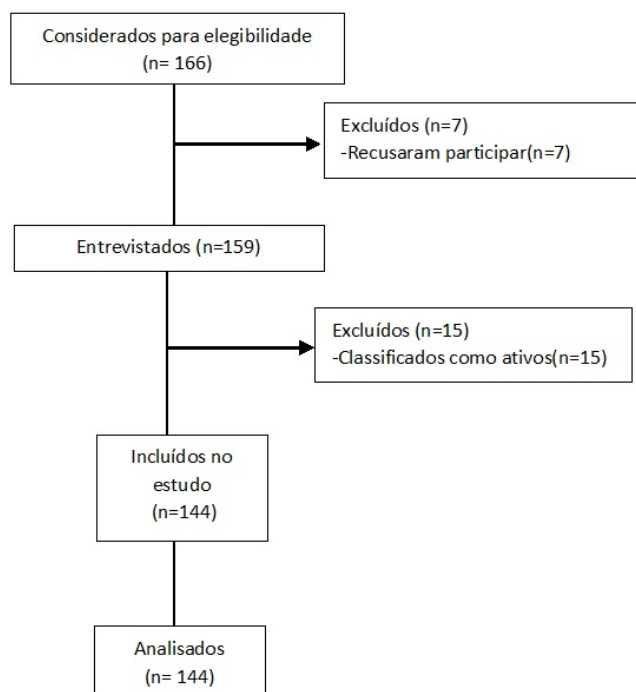 Considerados para elegibilidade
(n= 166)
Excluídos (n=7)
-Recusaram participar(n=7)
Entrevistados (n=159)
Excluídos (n=15)
-Classificados como ativos(n=15)
Incluídos no
estudo
(n=144)
Analisados
(n= 144)